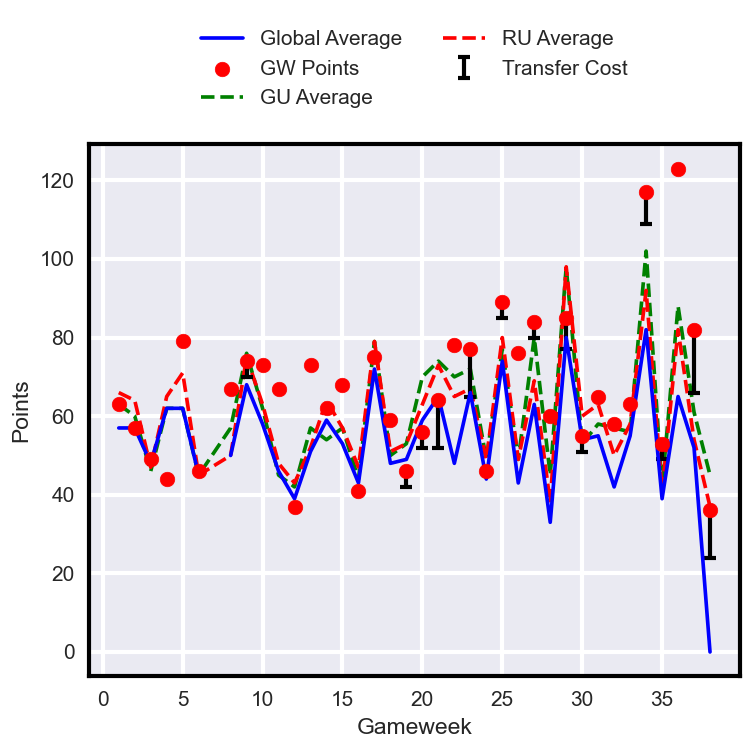 Global Average
GW Points
GU Average
RU Average
Transfer Cost
Points
120
100
80
60
40
20
0
0 5 10 15 20 25 30 35
Gameweek